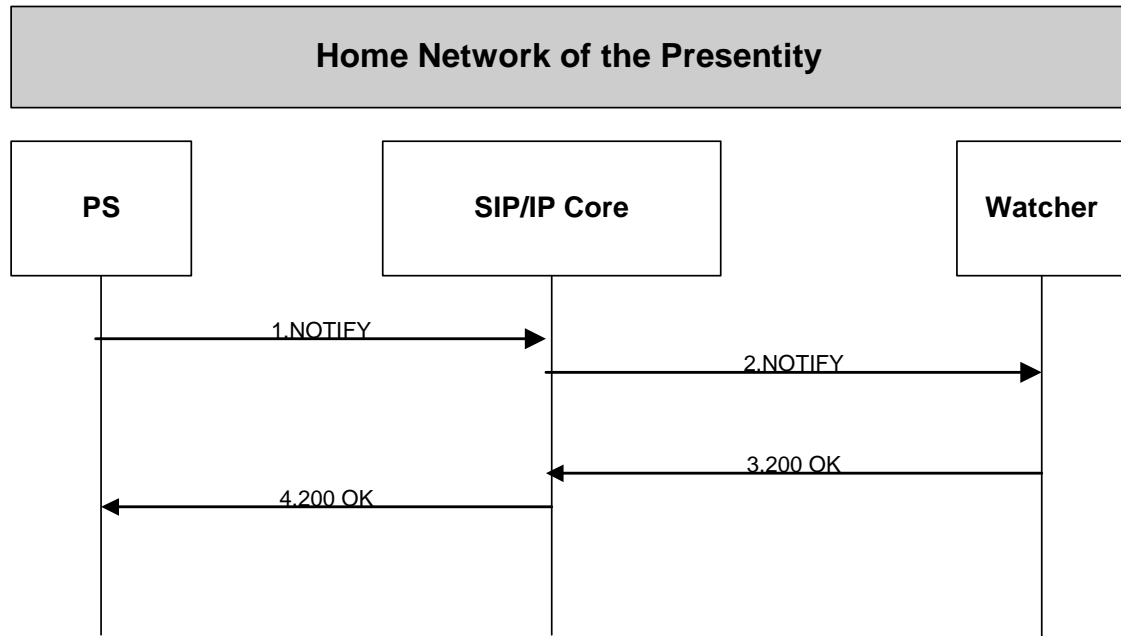 Home Network of the Presentity
PS
SIP/IP Core
Watcher
1.NOTIFY
2.NOTIFY
3.200 OK
4.200 OK